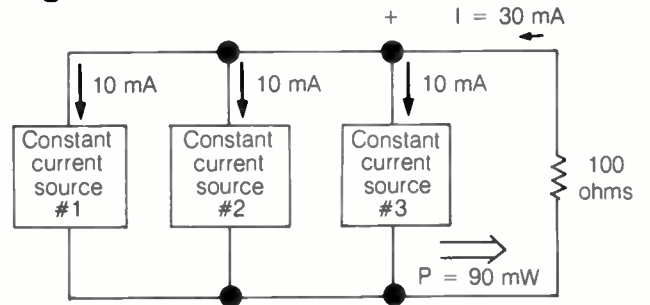 + I = 30 mA
10 mA
10 mA
10 mA
Constant
current
source
#1
Constant
current
source
#2
Constant
current
source
#3
100
ohms
P = 90 mW